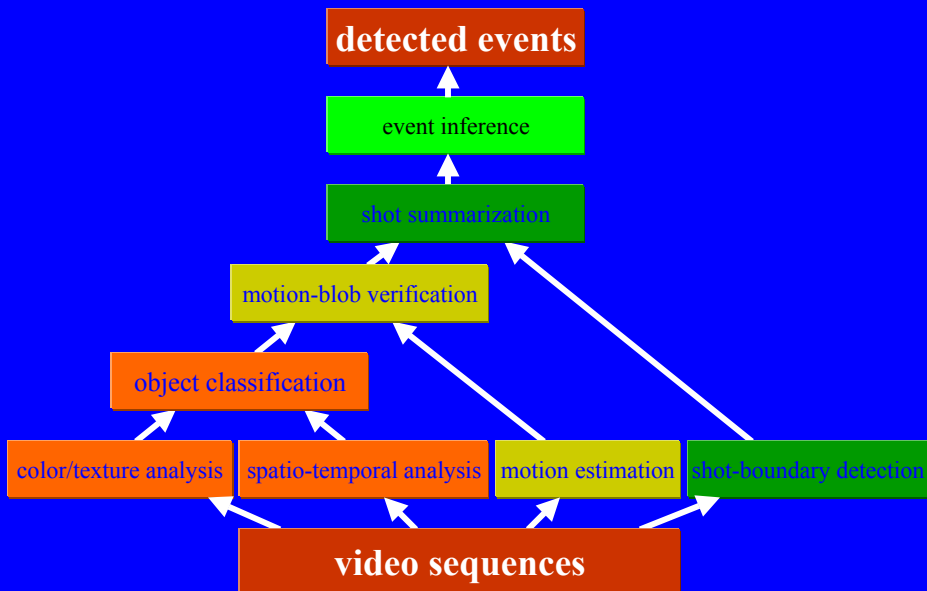 detected events
event inference
shot summarization
motion-blob verification
object classification
color/texture analysis
spatio-temporal analysis
motion estimation
shot-boundary detection
video sequences